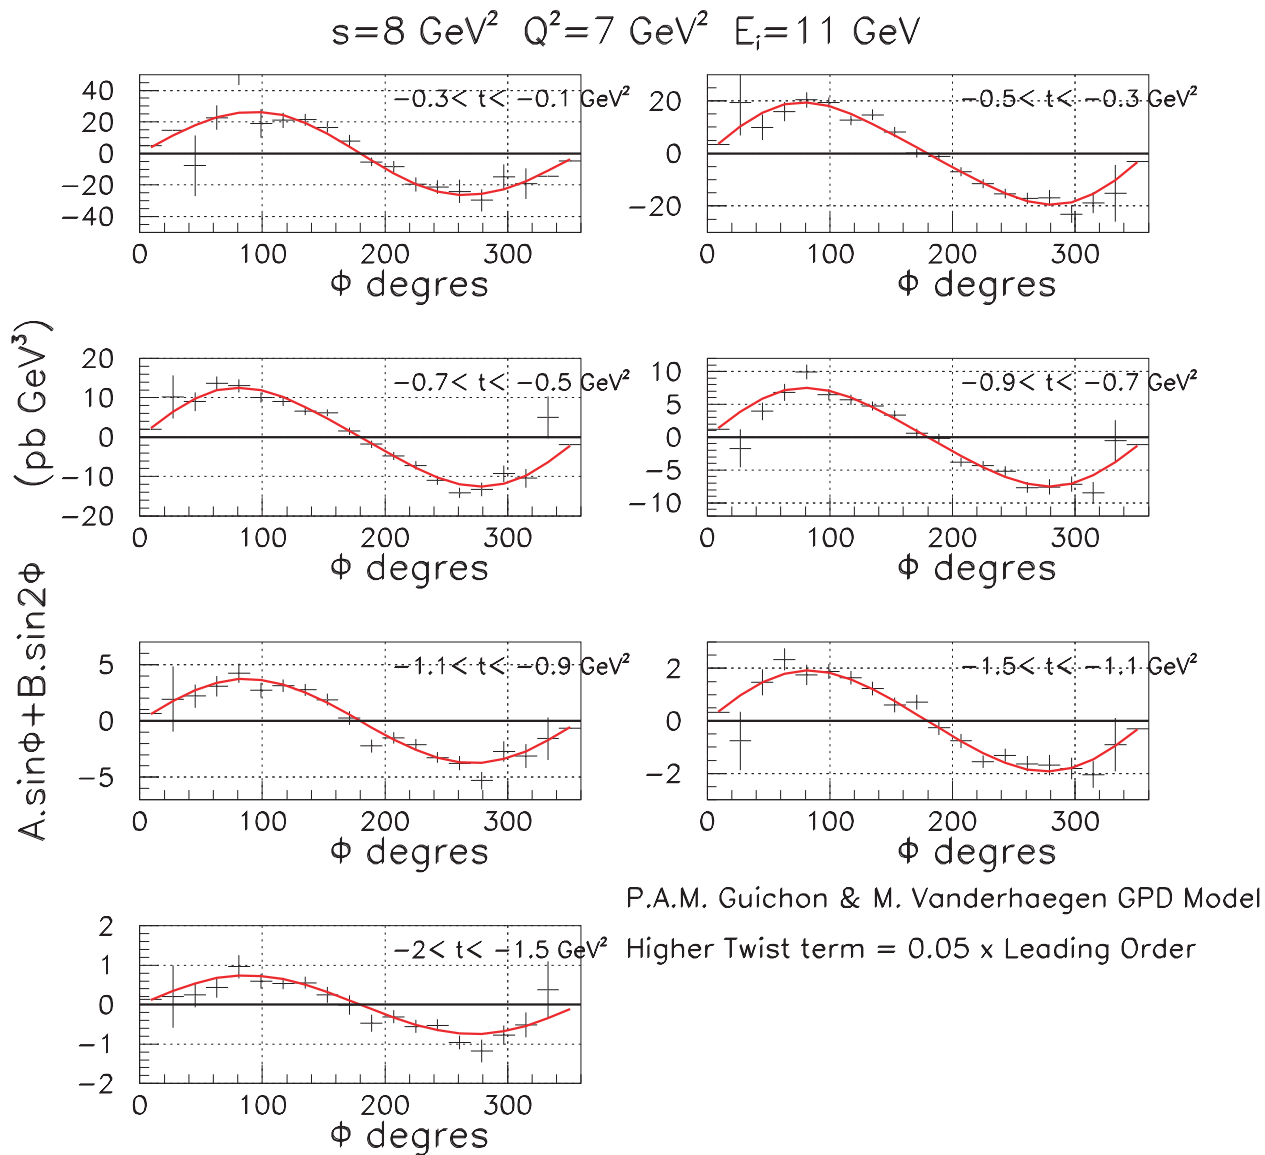 s=8 GeV² Q²=7 GeV² Eᵢ=11 GeV
A.sinΦ+B.sin2Φ (pb GeV³)
−0.3< t< −0.1 GeV²
40
20
0
−20
−40
0 100 200 300
Φ degres
−0.5< t< −0.3 GeV²
20
0
−20
0 100 200 300
Φ degres
−0.7< t< −0.5 GeV²
20
10
0
−10
−20
0 100 200 300
Φ degres
−0.9< t< −0.7 GeV²
10
5
0
−5
−10
0 100 200 300
Φ degres
−1.1< t< −0.9 GeV²
5
0
−5
0 100 200 300
Φ degres
−1.5< t< −1.1 GeV²
2
0
−2
0 100 200 300
Φ degres
−2< t< −1.5 GeV²
2
1
0
−1
−2
0 100 200 300
Φ degres
P.A.M. Guichon & M. Vanderhaegen GPD Model
Higher Twist term = 0.05 x Leading Order